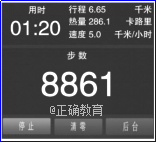 用时 行程 6.65 千米
01:20 热量 286.1 卡路里
速度 5.0 千米/小时
步数
8861
@正确教育
停止 清零 后台